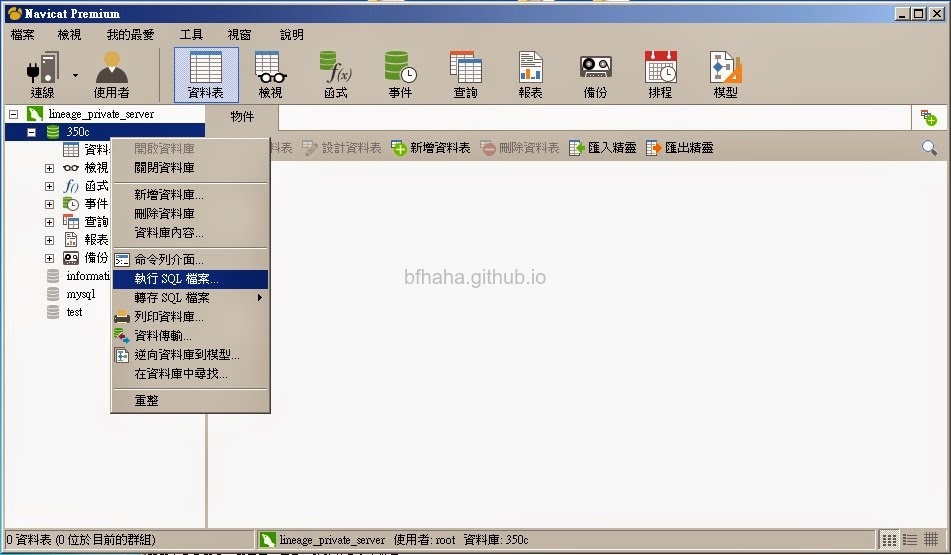 Navicat Premium
檔案 檢視 我的最愛 工具 視窗 說明
連線 使用者 資料表 檢視 函式 事件 查詢 報表 備份 排程 模型
lineage_private_server
物件
350c
資料
檢視
函式
事件
查詢
報表
備份
informati
mysql
test
料表 設計資料表 新增資料表 刪除資料表 匯入精靈 匯出精靈
開啟資料庫
關閉資料庫
新增資料庫...
刪除資料庫
資料庫內容...
命令列介面...
執行 SQL 檔案...
轉存 SQL 檔案
列印資料庫...
資料傳輸...
逆向資料庫到模型...
在資料庫中尋找...
重整
bfhaha.github.io
0 資料表 (0 位於目前的群組) lineage_private_server 使用者: root 資料庫: 350c